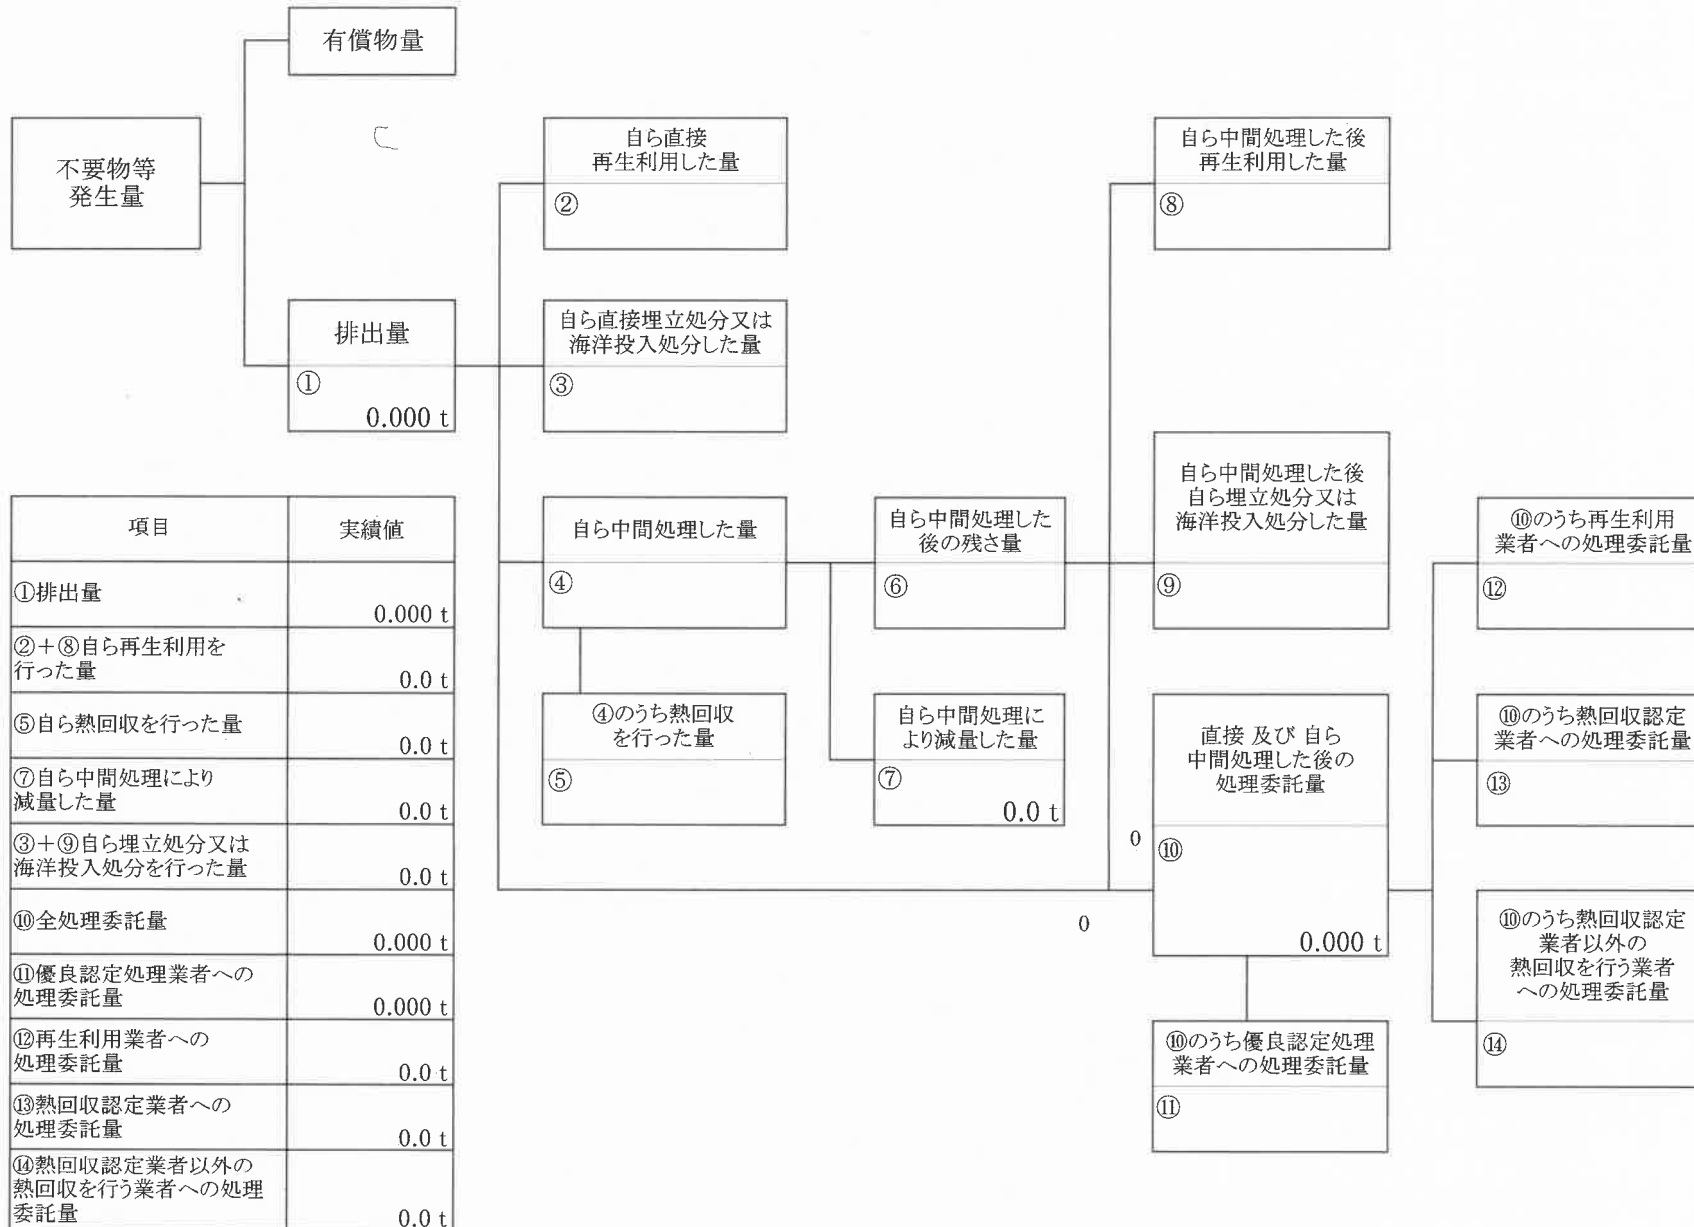 有償物量
不要物等
発生量
排出量
①
0.000 t
自ら直接
再生利用した量
②
自ら直接埋立処分又は
海洋投入処分した量
③
自ら中間処理した量
④
④のうち熱回収
を行った量
⑤
自ら中間処理した
後の残さ量
⑥
自ら中間処理に
より減量した量
⑦
0.0 t
自ら中間処理した後
再生利用した量
⑧
自ら中間処理した後
自ら埋立処分又は
海洋投入処分した量
⑨
直接 及び 自ら
中間処理した後の
処理委託量
0
⑩
0
0.000 t
⑩のうち優良認定処理
業者への処理委託量
⑪
⑩のうち再生利用
業者への処理委託量
⑫
⑩のうち熱回収認定
業者への処理委託量
⑬
⑩のうち熱回収認定
業者以外の
熱回収を行う業者
への処理委託量
⑭
項目 実績値
①排出量
0.000 t
②+⑧自ら再生利用を
行った量
0.0 t
⑤自ら熱回収を行った量
0.0 t
⑦自ら中間処理により
減量した量
0.0 t
③+⑨自ら埋立処分又は
海洋投入処分を行った量
0.0 t
⑩全処理委託量
0.000 t
⑪優良認定処理業者への
処理委託量
0.000 t
⑫再生利用業者への
処理委託量
0.0 t
⑬熱回収認定業者への
処理委託量
0.0 t
⑭熱回収認定業者以外の
熱回収を行う業者への処理
委託量
0.0 t